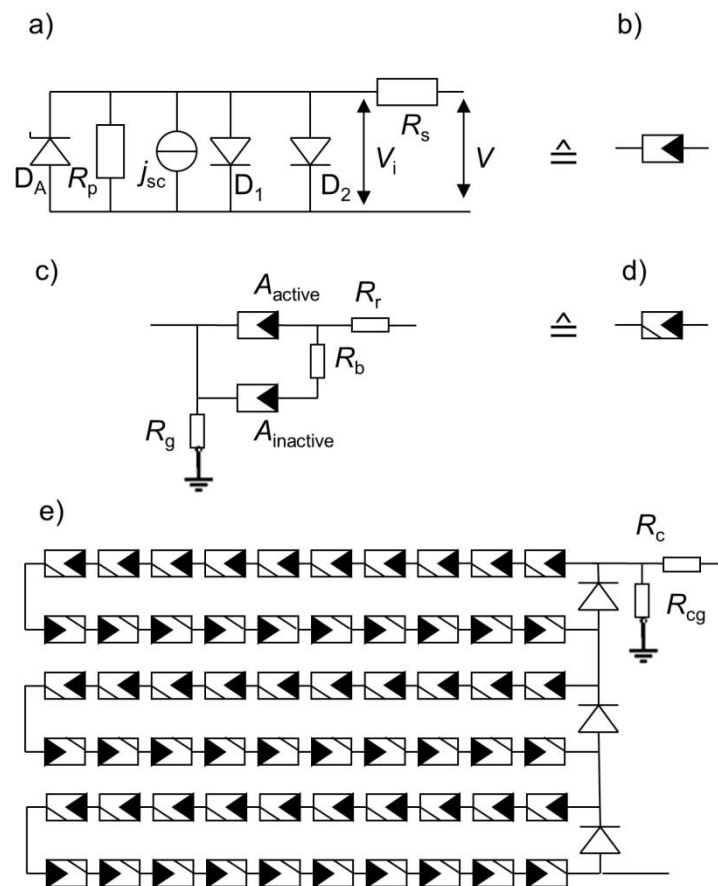 a)
b)
D_A R_p j_sc D_1 D_2 V_i R_s V
≙
c)
d)
A_active R_r
R_b
R_g A_inactive
≙
e)
R_c
R_cg